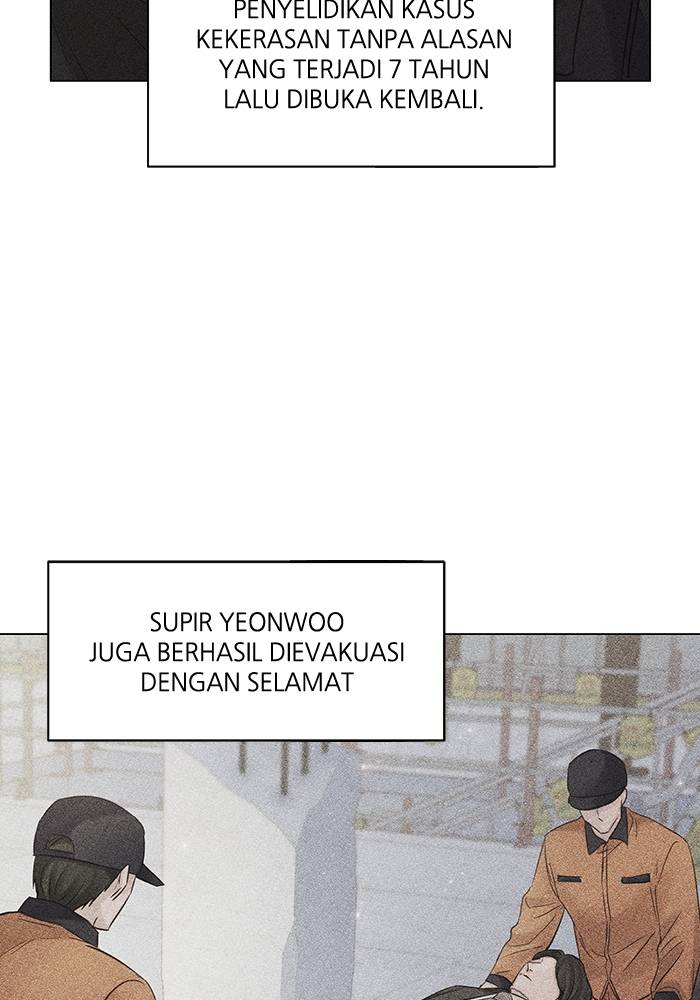 PENYELIDIKAN KASUS
KEKERASAN TANPA ALASAN
YANG TERJADI 7 TAHUN
LALU DIBUKA KEMBALI.
SUPIR YEONWOO
JUGA BERHASIL DIEVAKUASI
DENGAN SELAMAT